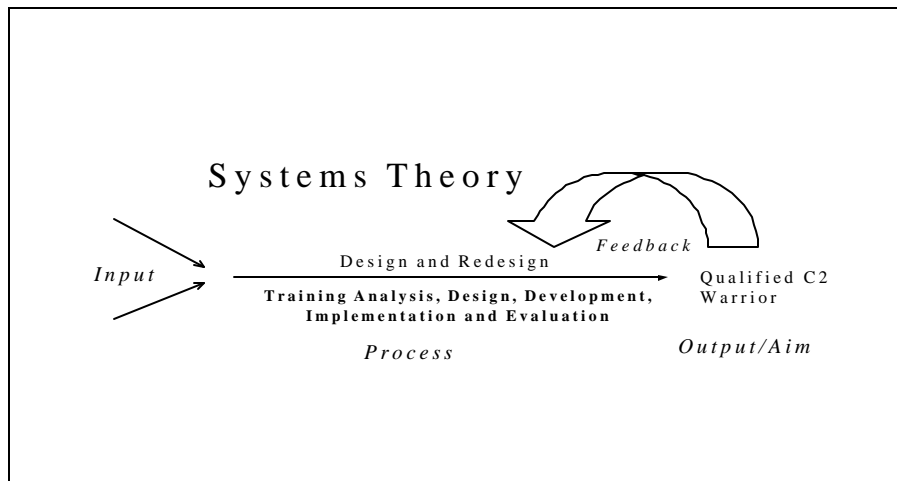 Systems Theory
Feedback
Design and Redesign
Input
Qualified C2
Warrior
Training Analysis, Design, Development,
Implementation and Evaluation
Process
Output/Aim